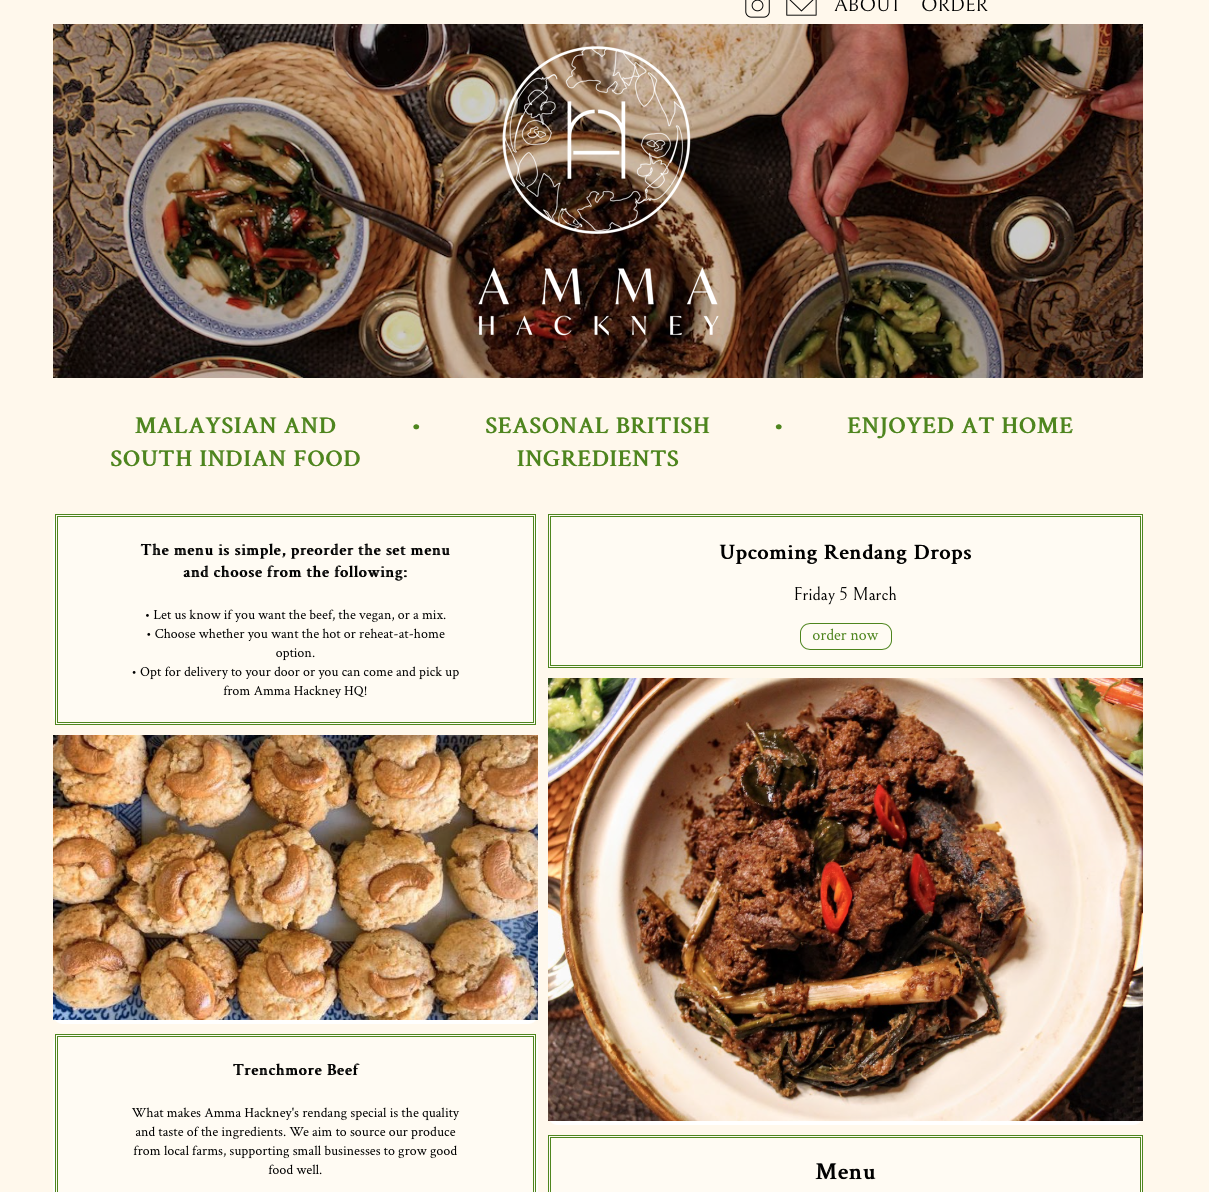 ABOUT ORDER
AMMA
HACKNEY
MALAYSIAN AND
SOUTH INDIAN FOOD
•
SEASONAL BRITISH
INGREDIENTS
•
ENJOYED AT HOME
The menu is simple, preorder the set menu
and choose from the following:
• Let us know if you want the beef, the vegan, or a mix.
• Choose whether you want the hot or reheat-at-home
option.
• Opt for delivery to your door or you can come and pick up
from Amma Hackney HQ!
Upcoming Rendang Drops
Friday 5 March
order now
Trenchmore Beef
What makes Amma Hackney's rendang special is the quality
and taste of the ingredients. We aim to source our produce
from local farms, supporting small businesses to grow good
food well.
Menu